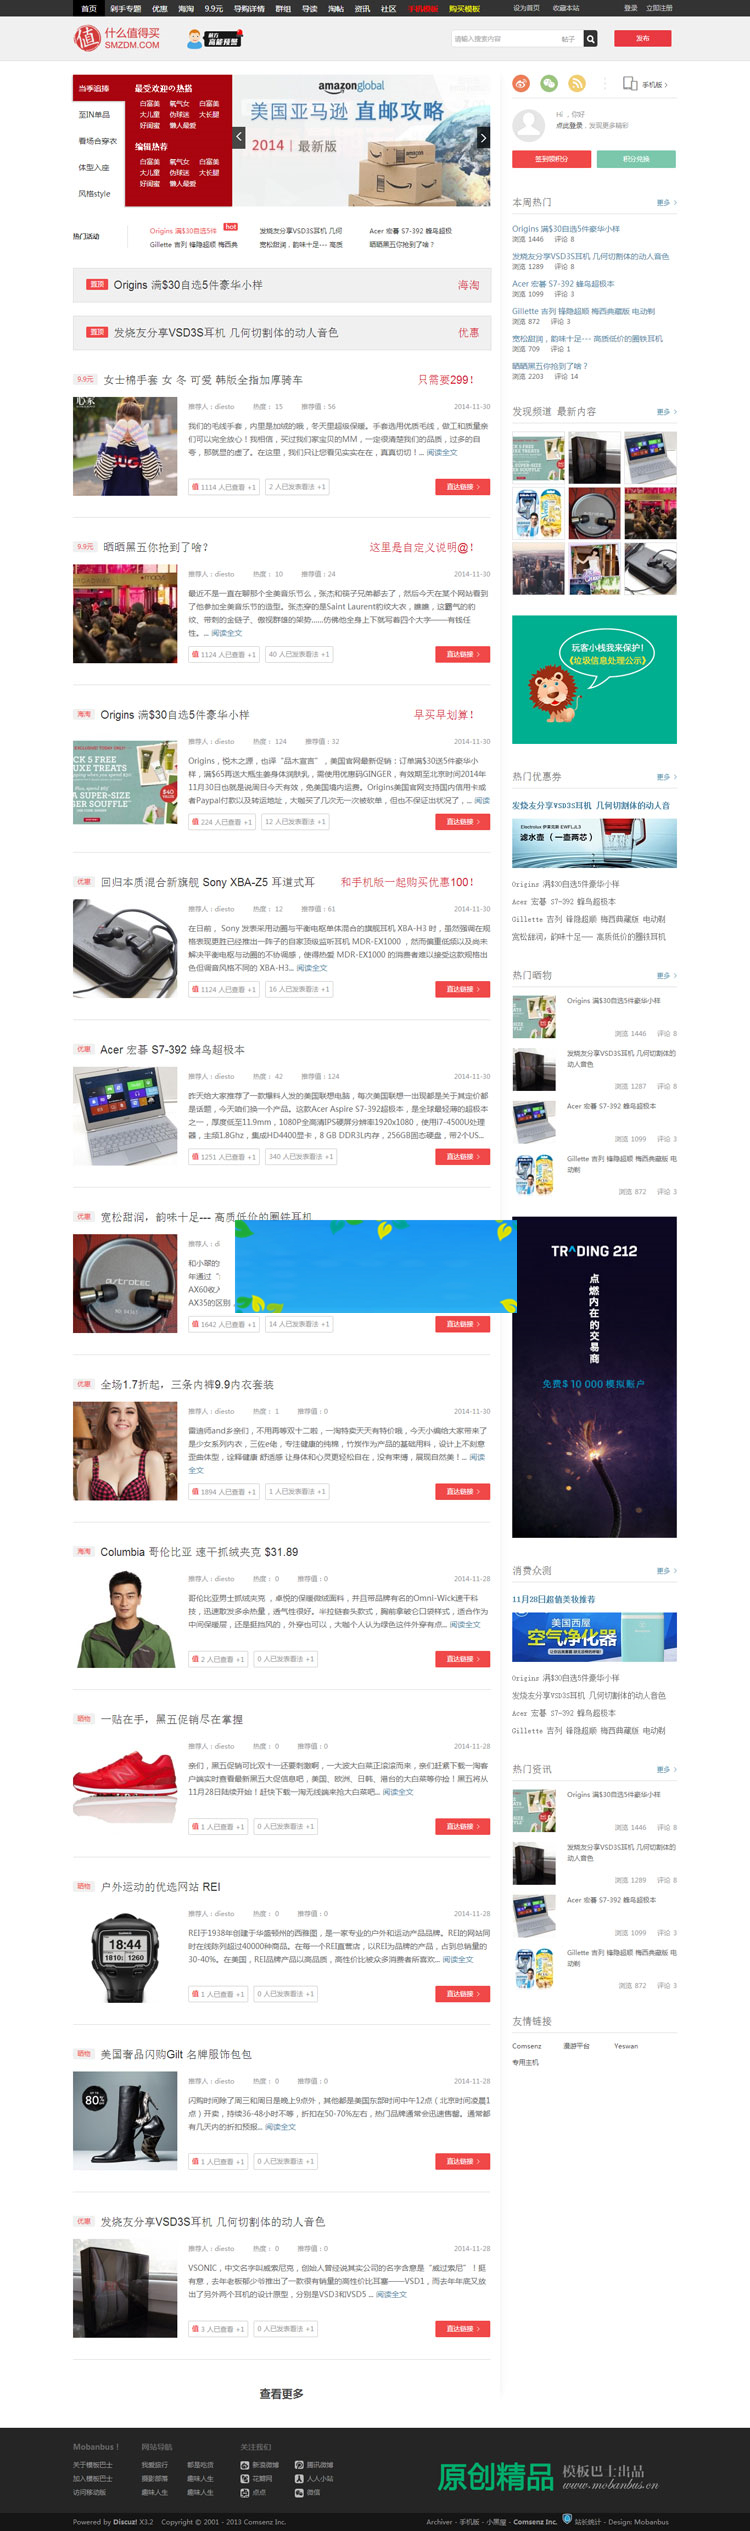 首页 到手专题 优惠 海淘 9.9元 导购详情 群组 导读 淘帖 资讯 社区 手机模板 购买模板 设为首页 收藏本站 登录 立即注册
值 什么值得买
SMZDM.COM
高能预警
请输入搜索内容 帖子 发布
当季追捧
至IN单品
看场合穿衣
体型入座
风格style
最受欢迎の热搭
白富美 氧气女 白富美
大儿童 伪球迷 大长腿
好闺蜜 懒人最爱
编辑热荐
白富美 氧气女 白富美
大儿童 伪球迷 大长腿
好闺蜜 懒人最爱
amazonglobal
美国亚马逊 直邮攻略
2014 | 最新版
热门活动
Origins 满$30自选5件 hot
发烧友分享VSD3S耳机 几何
Acer 宏碁 S7-392 蜂鸟超极
Gillette 吉列 锋隐超顺 梅西典
宽松甜润，韵味十足--- 高质
晒晒黑五你抢到了啥？
置顶 Origins 满$30自选5件豪华小样 海淘
置顶 发烧友分享VSD3S耳机 几何切割体的动人音色 优惠
9.9元 女士棉手套 女 冬 可爱 韩版全指加厚骑车 只需要299！
推荐人：diesto 热度： 15 推荐值：56 2014-11-30
我们的毛线手套，内里是加绒的哦，冬天里超级保暖。手套选用优质毛线，做工和质量亲
们可以完全放心！我相信，买过我们家宝贝的MM，一定很清楚我们的品质，过多的自
夸，那就显的虚了。在这里，我们只让您看见实实在在，真真切切！... 阅读全文
值 1114 人已查看 +1 2 人已发表看法 +1 直达链接 >
9.9元 晒晒黑五你抢到了啥？ 这里是自定义说明@！
推荐人：diesto 热度： 10 推荐值：24 2014-11-30
最近不是一直在聊那个全美音乐节么，张杰和筷子兄弟都去了，然后今天在某个网站看到
了他参加全美音乐节的造型。张杰穿的是Saint Laurent豹纹大衣，瞧瞧，这霸气的豹
纹、带刺的金链子、傲视群雄的架势……仿佛他全身上下就写着四个大字——有钱任
性。... 阅读全文
值 1124 人已查看 +1 40 人已发表看法 +1 直达链接 >
海淘 Origins 满$30自选5件豪华小样 早买早划算！
推荐人：diesto 热度： 124 推荐值：32 2014-11-30
Origins，悦木之源，也译“品木宣言”，美国官网最新促销：订单满$30送5件豪华小
样，满$65再送大瓶生姜身体润肤乳，需使用优惠码GINGER，有效期至北京时间2014年
11月30日也就是说周日今天有效，免美国境内运费。Origins美国官网支持国内信用卡或
者Paypal付款以及转运地址，大咖买了几次无一次被砍单，但也不保证出状况了，... 阅读
值 224 人已查看 +1 12 人已发表看法 +1 直达链接 >
优惠 回归本质混合新旗舰 Sony XBA-Z5 耳道式耳 和手机版一起购买优惠100！
推荐人：diesto 热度： 12 推荐值：61 2014-11-30
在日前， Sony 发表采用动圈与平衡电枢单体混合的旗舰耳机 XBA-H3 时，虽然强调在规
格表现思胜已经推出一阵子的自家顶级监听耳机 MDR-EX1000 ，然而偏重低频以及尚未
解决平衡电枢与动圈的不协调感，使得热爱 MDR-EX1000 的消费者难以接受这款规格出
色但调音风格不同的 XBA-H3... 阅读全文
值 1124 人已查看 +1 16 人已发表看法 +1 直达链接 >
优惠 Acer 宏碁 S7-392 蜂鸟超极本
推荐人：diesto 热度： 42 推荐值：124 2014-11-30
昨天给大家推荐了一款爆料人发的美国联想电脑，每次美国联想一出现都是关于其定价都
是话题，今天咱们换一个产品。这款Acer Aspire S7-392超极本，是全球最轻薄的超极本
之一，厚度低至11.9mm，1080P全高清IPS硬屏分辨率1920x1080，使用i7-4500U处理
器，主频1.8Ghz，集成HD4400显卡，8 GB DDR3L内存，256GB固态硬盘，带2个US...
值 1251 人已查看 +1 340 人已发表看法 +1 直达链接 >
优惠 宽松甜润，韵味十足--- 高质低价的圈铁耳机
推荐人：d
和小翠的
年通过“
AX60收入
AX35的区别，
值 1642 人已查看 +1 14 人已发表看法 +1 直达链接 >
优惠 全场1.7折起，三条内裤9.9内衣套装
推荐人：diesto 热度： 1 推荐值：0 2014-11-30
雷迪师and乡亲们，不用再等双十二啦，一淘特卖天天有特价哦，今天小编给大家带来了
是少女系列内衣，三佐e佬，专注健康的纯棉，竹炭作为产品的基础用料，设计上不刻意
歪曲体型，诠释健康 舒适感 让身体和心灵更轻松自在，没有束缚，展现自然美！... 阅读
全文
值 1894 人已查看 +1 1 人已发表看法 +1 直达链接 >
海淘 Columbia 哥伦比亚 速干抓绒夹克 $31.89
推荐人：diesto 热度： 0 推荐值：0 2014-11-28
哥伦比亚男士抓绒夹克 ，卓悦的保暖微绒面料，并且带品牌有名的Omni-Wick速干科
技，迅速散发多余热量，透气性很好。半拉链套头款式，胸前拿破仑口袋样式，适合作为
中间保暖层，还是挺挡风的，外穿也可以，大咖个人认为绿色这件外穿有点... 阅读全文
值 2 人已查看 +1 0 人已发表看法 +1 直达链接 >
晒物 一贴在手，黑五促销尽在掌握
推荐人：diesto 热度： 0 推荐值：0 2014-11-28
亲们，黑五促销可比双十一还要刺激啊，一大波大白菜正滚滚而来，亲们赶紧下载一淘客
户端实时查看最新黑五大促信息吧，美国、欧洲、日韩、港台的大白菜等你捡！黑五将从
11月28日陆续开始！赶快下载一淘无线端来抢大白菜吧... 阅读全文
值 1 人已查看 +1 0 人已发表看法 +1 直达链接 >
晒物 户外运动的优选网站 REI
推荐人：diesto 热度： 0 推荐值：0 2014-11-28
REI于1938年创建于华盛顿州的西雅图，是一家专业的户外和运动产品品牌。REI的网站同
时在线陈列超过40000种商品。在每一个REI直营店，以REI为品牌的产品，占到总销量的
30-40%。在美国，REI品牌产品以高品质，高性价比被众多消费者所喜欢... 阅读全文
值 1 人已查看 +1 0 人已发表看法 +1 直达链接 >
晒物 美国奢品闪购Gilt 名牌服饰包包
推荐人：diesto 热度： 0 推荐值：0 2014-11-28
闪购时间除了周三和周日是晚上9点外，其他都是美国东部时间中午12点（北京时间凌晨1
点）开卖，持续36-48小时不等，折扣在50-70%左右，热门品牌通常会迅速售罄。通常都
有几天内的折扣预报... 阅读全文
值 1 人已查看 +1 0 人已发表看法 +1 直达链接 >
优惠 发烧友分享VSD3S耳机 几何切割体的动人音色
推荐人：diesto 热度： 0 推荐值：0 2014-11-28
VSONIC，中文名字叫威索尼克，创始人曾经说其实公司的名字含意是“威过索尼”！挺
有意，去年老板郁少爷推出了一款很有销量的高性价比耳塞——VSD1，而去年年底又放
出了另外两个耳机的设计原型，分别是VSD3和VSD5 ... 阅读全文
值 3 人已查看 +1 0 人已发表看法 +1 直达链接 >
查看更多
手机版 >
Hi ，你好
点此登录，发现更多精彩
签到领积分 积分兑换
本周热门 更多 >
Origins 满$30自选5件豪华小样
浏览 1446 评论 8
发烧友分享VSD3S耳机 几何切割体的动人音色
浏览 1289 评论 8
Acer 宏碁 S7-392 蜂鸟超极本
浏览 1099 评论 3
Gillette 吉列 锋隐超顺 梅西典藏版 电动剃
浏览 872 评论 3
宽松甜润，韵味十足--- 高质低价的圈铁耳机
浏览 709 评论 1
晒晒黑五你抢到了啥？
浏览 2203 评论 14
发现频道 最新内容 更多 >
玩客小栈我来保护！
《垃圾信息处理公示》
热门优惠券 更多 >
发烧友分享VSD3S耳机 几何切割体的动人音
滤水壶（一壶两芯）
Origins 满$30自选5件豪华小样
Acer 宏碁 S7-392 蜂鸟超极本
Gillette 吉列 锋隐超顺 梅西典藏版 电动剃
宽松甜润，韵味十足--- 高质低价的圈铁耳机
热门晒物 更多 >
Origins 满$30自选5件豪华小样
浏览 1446 评论 8
发烧友分享VSD3S耳机 几何切割体的
动人音色
浏览 1287 评论 8
Acer 宏碁 S7-392 蜂鸟超极本
浏览 1099 评论 3
Gillette 吉列 锋隐超顺 梅西典藏版 电
动剃
浏览 872 评论 3
TRADING 212
点燃内在的交易商
免费$10 000 模拟账户
消费众测 更多 >
11月28日超值美妆推荐
美国西屋
空气净化器
Origins 满$30自选5件豪华小样
发烧友分享VSD3S耳机 几何切割体的动人音色
Acer 宏碁 S7-392 蜂鸟超极本
Gillette 吉列 锋隐超顺 梅西典藏版 电动剃
热门资讯 更多 >
Origins 满$30自选5件豪华小样
浏览 1446 评论 8
发烧友分享VSD3S耳机 几何切割体的
动人音色
浏览 1289 评论 8
Acer 宏碁 S7-392 蜂鸟超极本
浏览 1099 评论 3
Gillette 吉列 锋隐超顺 梅西典藏版 电
动剃
浏览 872 评论 3
友情链接
Comsenz 漫游平台 Yeswan
专用主机
Mobanbus！ 网站导航 关注我们
关于模板巴士 我爱旅行 都是吃货 新浪微博 腾讯微博
加入模板巴士 摄影部落 趣味人生 花瓣网 人人小站
访问移动版 趣味人生 趣味人生 点点 微信
原创精品 模板巴士出品
www.mobanbus.cn
Powered by Discuz! X3.2 Copyright © 2001 - 2013 Comsenz Inc. Archiver - 手机版 - 小黑屋 - Comsenz Inc. 站长统计 - Design: Mobanbus